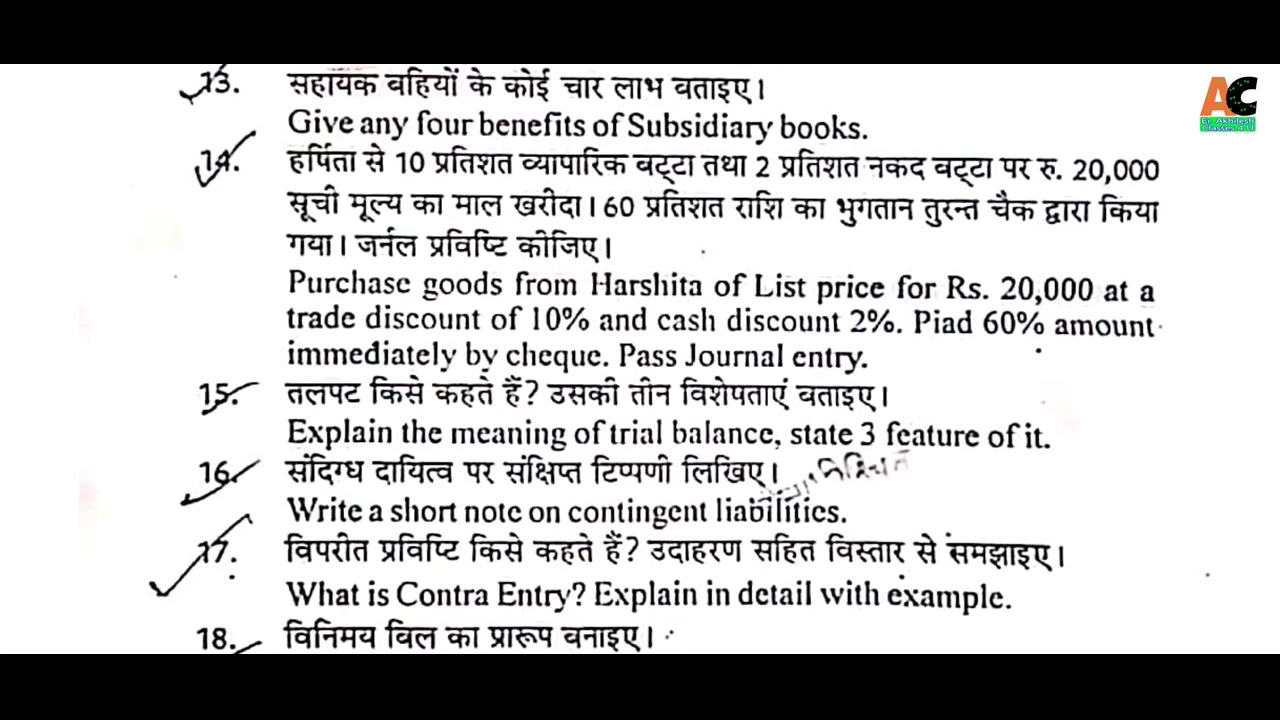 AC
Er. Akhilesh
Classes 4 U
13. सहायक वहियों के कोई चार लाभ बताइए।
Give any four benefits of Subsidiary books.
14. हर्षिता से 10 प्रतिशत व्यापारिक बट्टा तथा 2 प्रतिशत नकद बट्टा पर रु. 20,000
सूची मूल्य का माल खरीदा। 60 प्रतिशत राशि का भुगतान तुरन्त चैक द्वारा किया
गया। जर्नल प्रविष्टि कीजिए।
Purchase goods from Harshita of List price for Rs. 20,000 at a
trade discount of 10% and cash discount 2%. Piad 60% amount
immediately by cheque. Pass Journal entry.
15. तलपट किसे कहते हैं? उसकी तीन विशेषताएं बताइए।
Explain the meaning of trial balance, state 3 feature of it.
16. संदिग्ध दायित्व पर संक्षिप्त टिप्पणी लिखिए।
Write a short note on contingent liabilities.
17. विपरीत प्रविष्टि किसे कहते हैं? उदाहरण सहित विस्तार से समझाइए।
What is Contra Entry? Explain in detail with example.
18. विनिमय बिल का प्रारूप बनाइए।